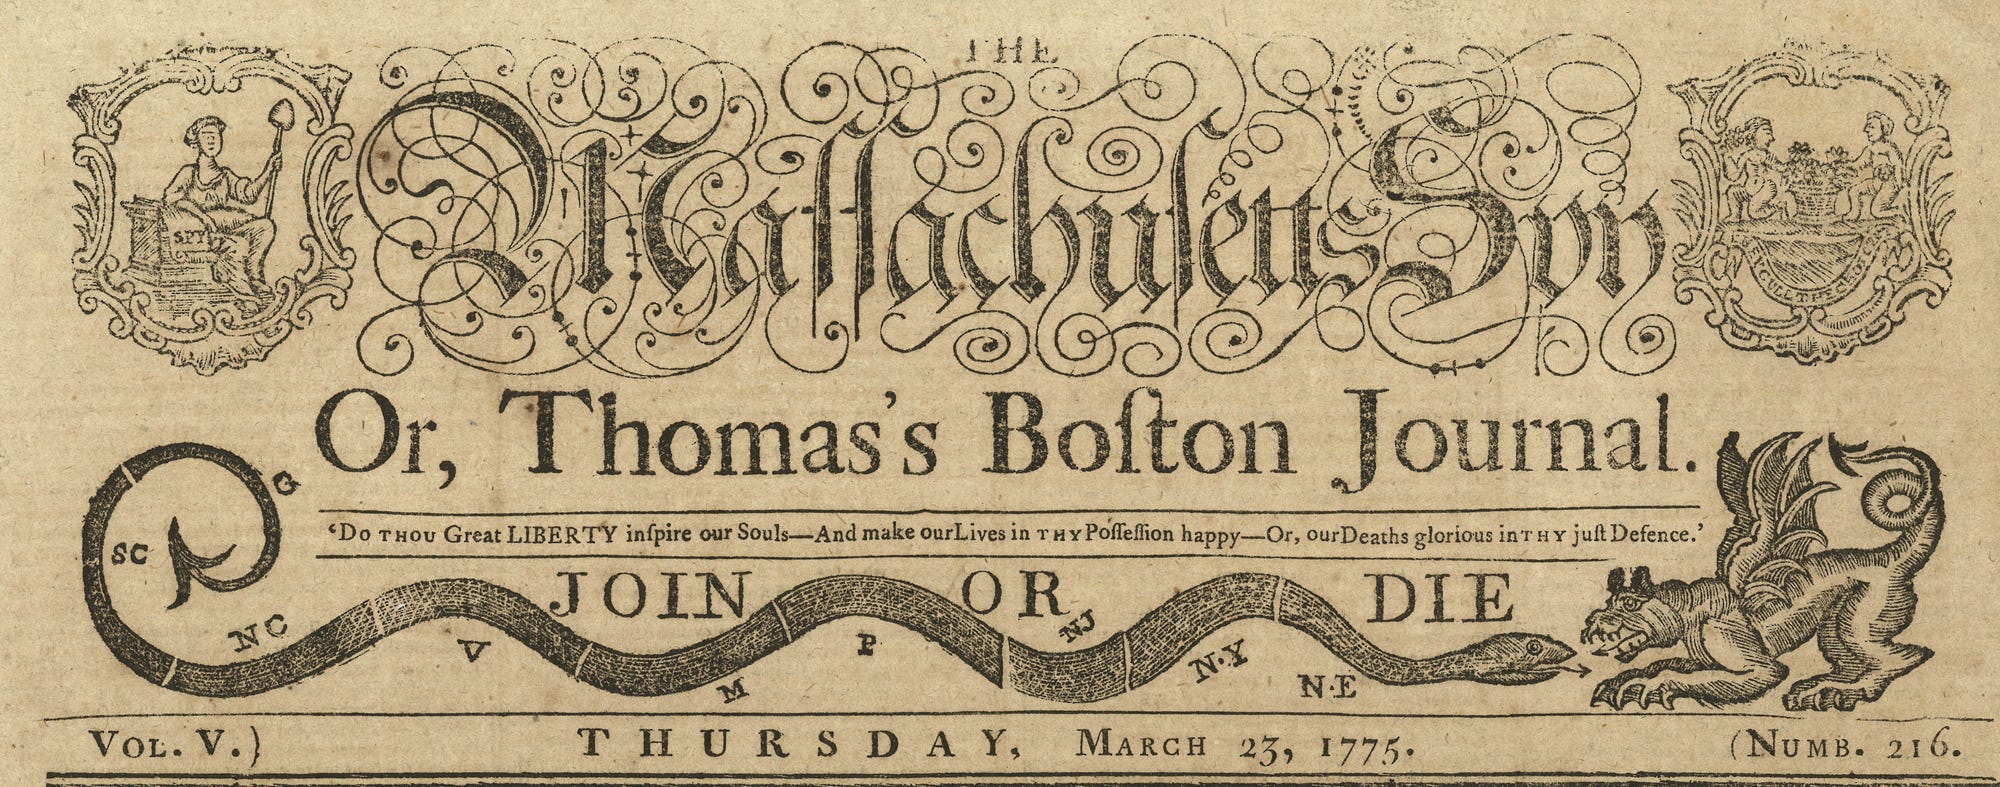 THE
Maſſachuſetts Spy
SPY
Or, Thomas's Boſton Journal.
‘Do THOU Great LIBERTY inſpire our Souls—And make our Lives in THY Poſſeſſion happy—Or, our Deaths glorious in THY juſt Defence.’
JOIN OR DIE
G
SC
NC
V
M
P
NJ
N·Y
N·E
VOL. V.)
THURSDAY, MARCH 23, 1775.
(NUMB. 216.